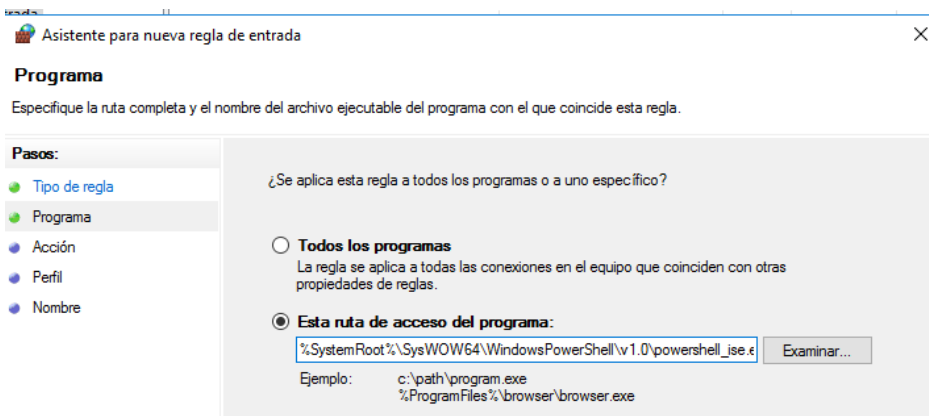 Asistente para nueva regla de entrada
Programa
Especifique la ruta completa y el nombre del archivo ejecutable del programa con el que coincide esta regla.
Pasos:
Tipo de regla
Programa
Acción
Perfil
Nombre
¿Se aplica esta regla a todos los programas o a uno específico?
Todos los programas
La regla se aplica a todas las conexiones en el equipo que coinciden con otras
propiedades de reglas.
Esta ruta de acceso del programa:
%SystemRoot%\SysWOW64\WindowsPowerShell\v1.0\powershell_ise.e
Examinar...
Ejemplo:
c:\path\program.exe
%ProgramFiles%\browser\browser.exe